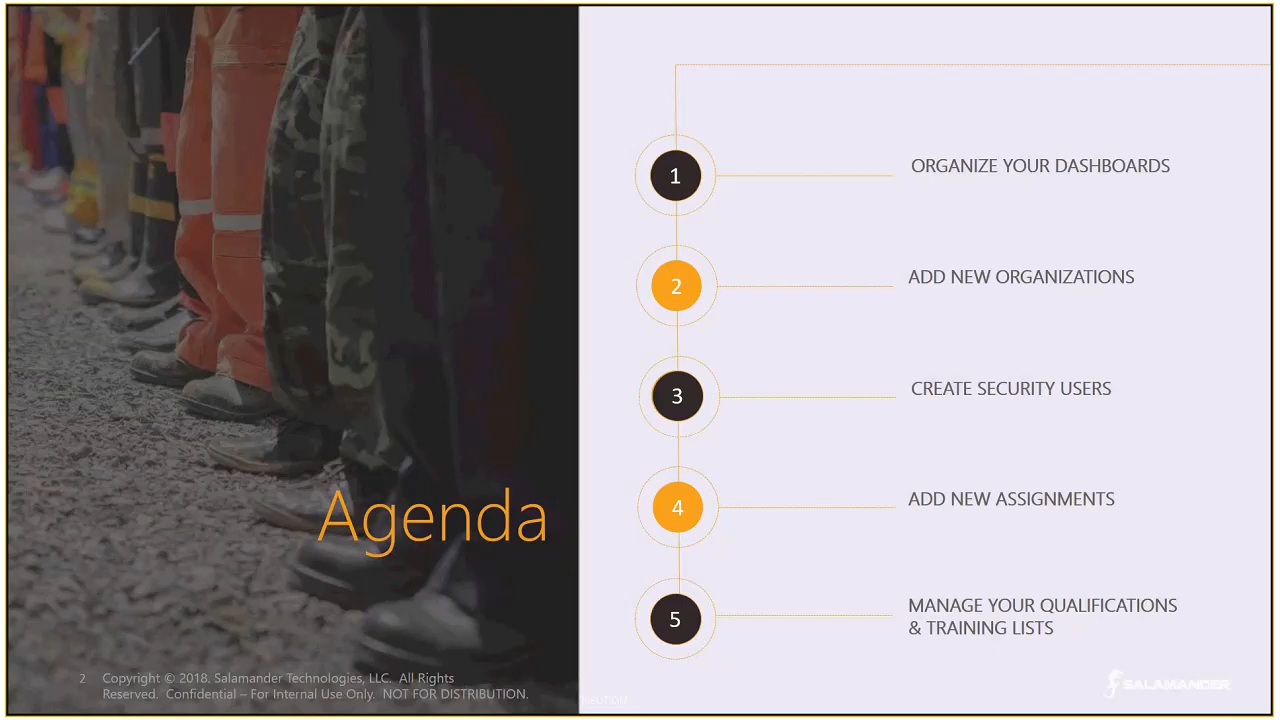 Agenda
1
ORGANIZE YOUR DASHBOARDS
2
ADD NEW ORGANIZATIONS
3
CREATE SECURITY USERS
4
ADD NEW ASSIGNMENTS
5
MANAGE YOUR QUALIFICATIONS
& TRAINING LISTS
2 Copyright © 2018. Salamander Technologies, LLC. All Rights
Reserved. Confidential – For Internal Use Only. NOT FOR DISTRIBUTION.
SALAMANDER